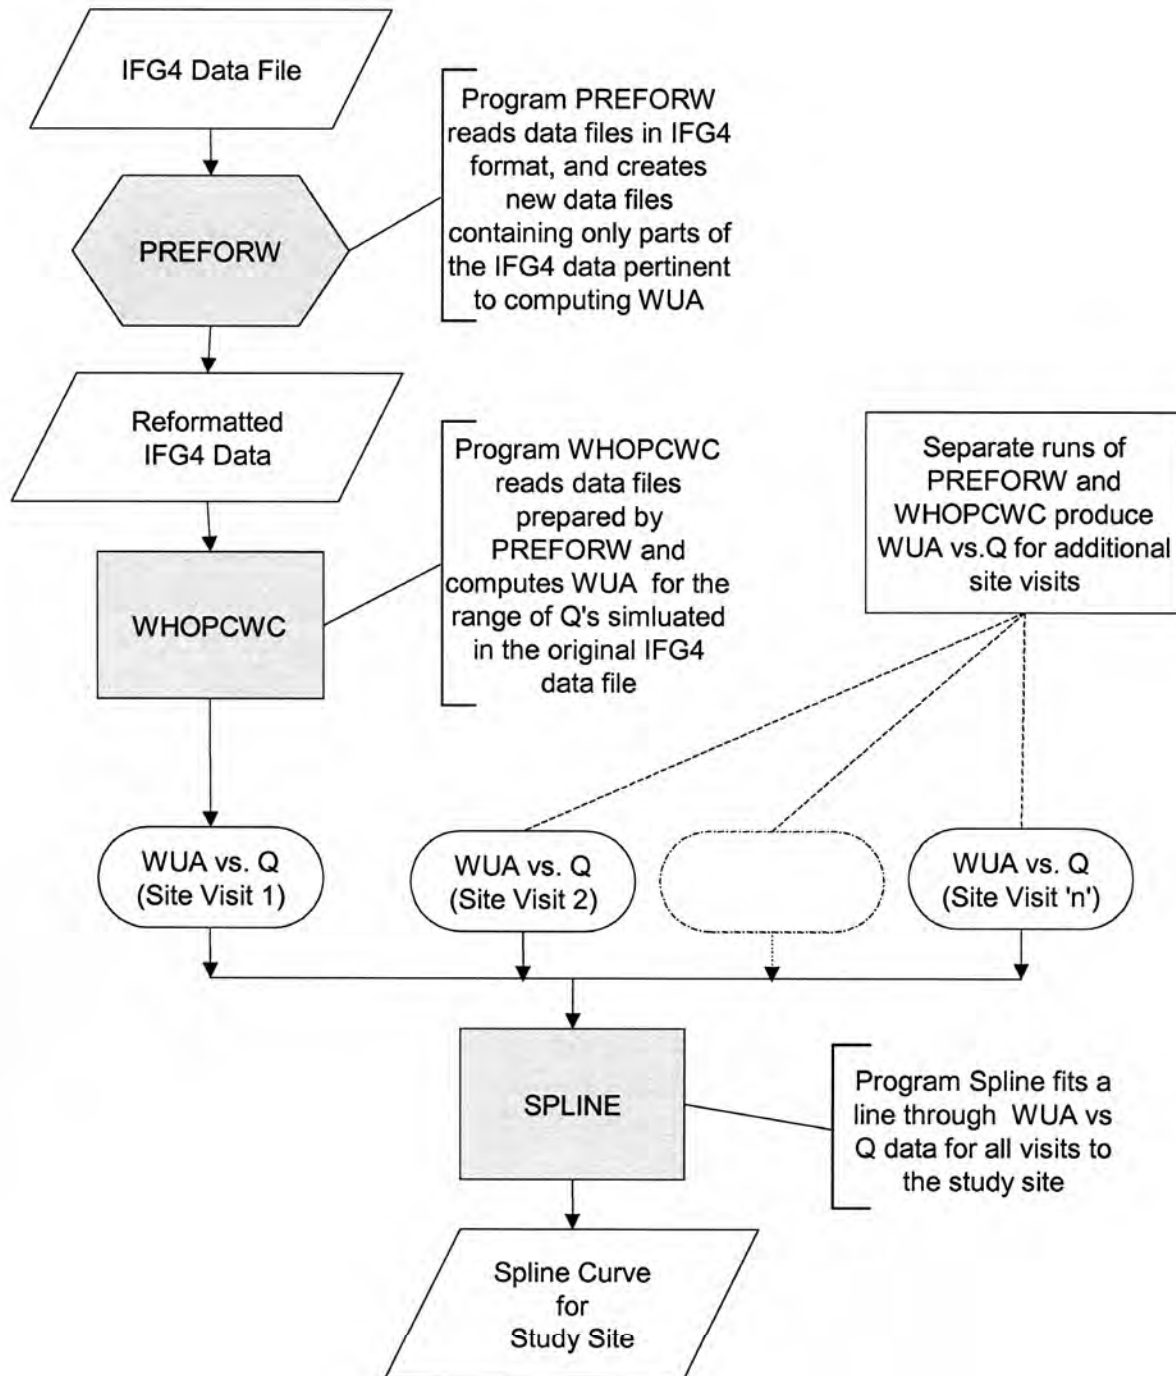 IFG4 Data File
Program PREFORW
reads data files in IFG4
format, and creates
new data files
containing only parts of
the IFG4 data pertinent
to computing WUA
PREFORW
Reformatted
IFG4 Data
Program WHOPCWC
reads data files
prepared by
PREFORW and
computes WUA for the
range of Q's simluated
in the original IFG4
data file
Separate runs of
PREFORW and
WHOPCWC produce
WUA vs.Q for additional
site visits
WHOPCWC
WUA vs. Q
(Site Visit 1)
WUA vs. Q
(Site Visit 2)
WUA vs. Q
(Site Visit 'n')
SPLINE
Program Spline fits a
line through WUA vs
Q data for all visits to
the study site
Spline Curve
for
Study Site